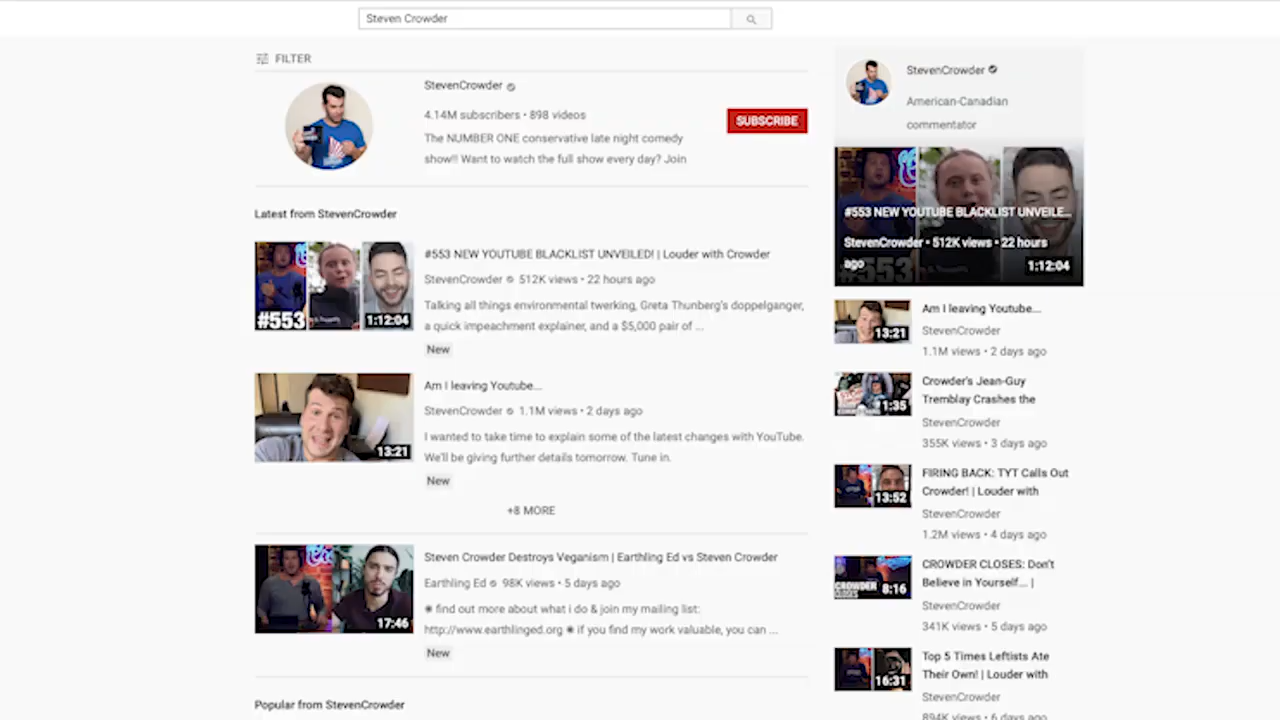 Steven Crowder
FILTER
StevenCrowder
4.14M subscribers • 898 videos
SUBSCRIBE
The NUMBER ONE conservative late night comedy
show!! Want to watch the full show every day? Join
Latest from StevenCrowder
#553
1:12:04
#553 NEW YOUTUBE BLACKLIST UNVEILED! | Louder with Crowder
StevenCrowder 512K views • 22 hours ago
Talking all things environmental twerking, Greta Thunberg's doppelganger,
a quick impeachment explainer, and a $5,000 pair of ...
New
13:21
Am I leaving Youtube...
StevenCrowder 1.1M views • 2 days ago
I wanted to take time to explain some of the latest changes with YouTube.
We'll be giving further details tomorrow. Tune in.
New
+8 MORE
17:46
Steven Crowder Destroys Veganism | Earthling Ed vs Steven Crowder
Earthling Ed 98K views • 5 days ago
✺ find out more about what i do & join my mailing list:
http://www.earthlinged.org ✺ if you find my work valuable, you can ...
New
Popular from StevenCrowder
StevenCrowder
American-Canadian
commentator
#553 NEW YOUTUBE BLACKLIST UNVEILE...
StevenCrowder • 512K views • 22 hours
ago
#553
1:12:04
13:21
Am I leaving Youtube...
StevenCrowder
1.1M views • 2 days ago
1:35
Crowder's Jean-Guy
Tremblay Crashes the
StevenCrowder
355K views • 3 days ago
13:52
FIRING BACK: TYT Calls Out
Crowder! | Louder with
StevenCrowder
1.2M views • 4 days ago
CROWDER
CLOSES
8:16
CROWDER CLOSES: Don't
Believe in Yourself... |
StevenCrowder
341K views • 5 days ago
16:31
Top 5 Times Leftists Ate
Their Own! | Louder with
StevenCrowder
894K views • 6 days ago